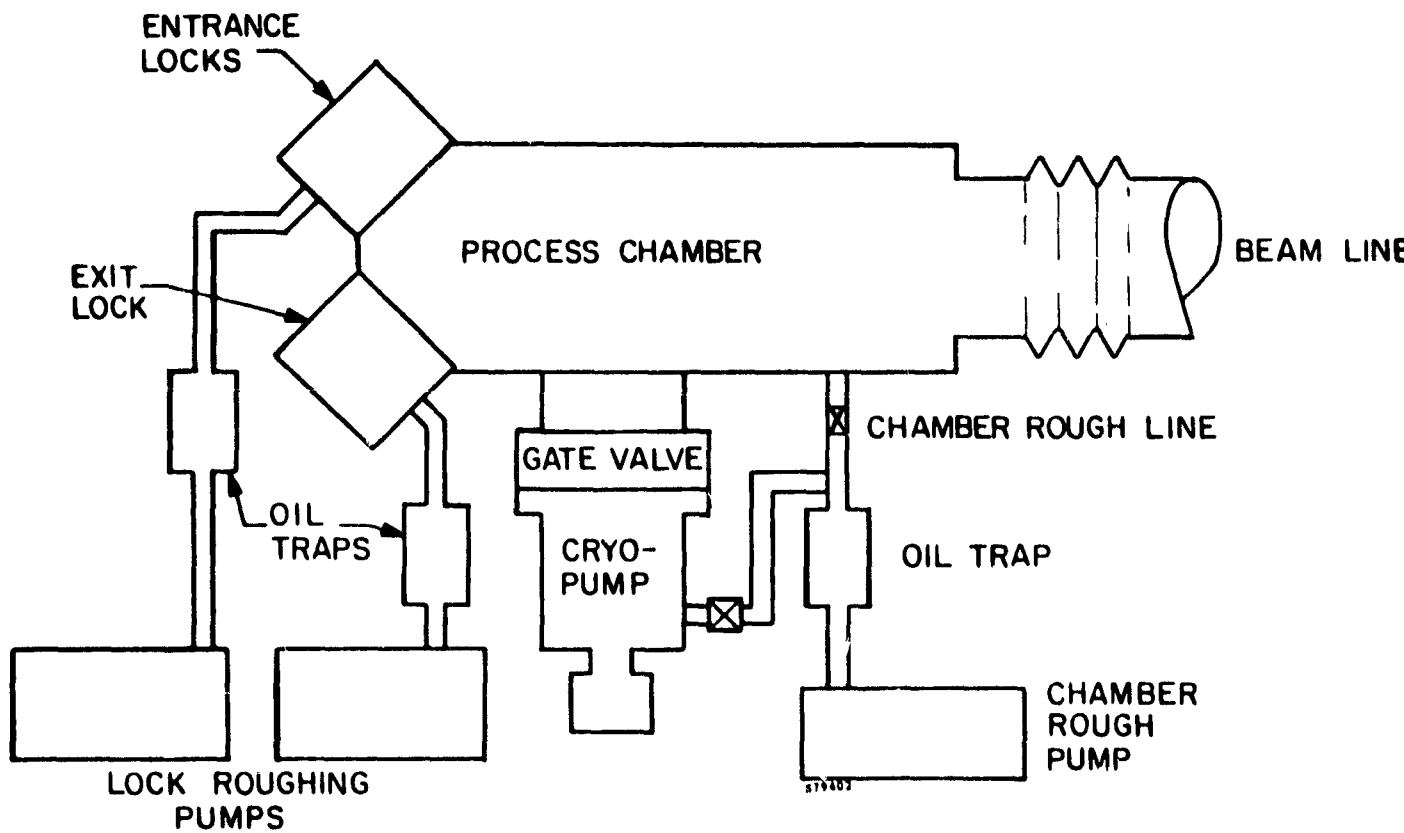 ENTRANCE
LOCKS
PROCESS CHAMBER
BEAM LINE
EXIT
LOCK
CHAMBER ROUGH LINE
GATE VALVE
OIL
TRAPS
CRYO-
PUMP
OIL TRAP
CHAMBER
ROUGH
PUMP
LOCK ROUGHING
PUMPS
S79403